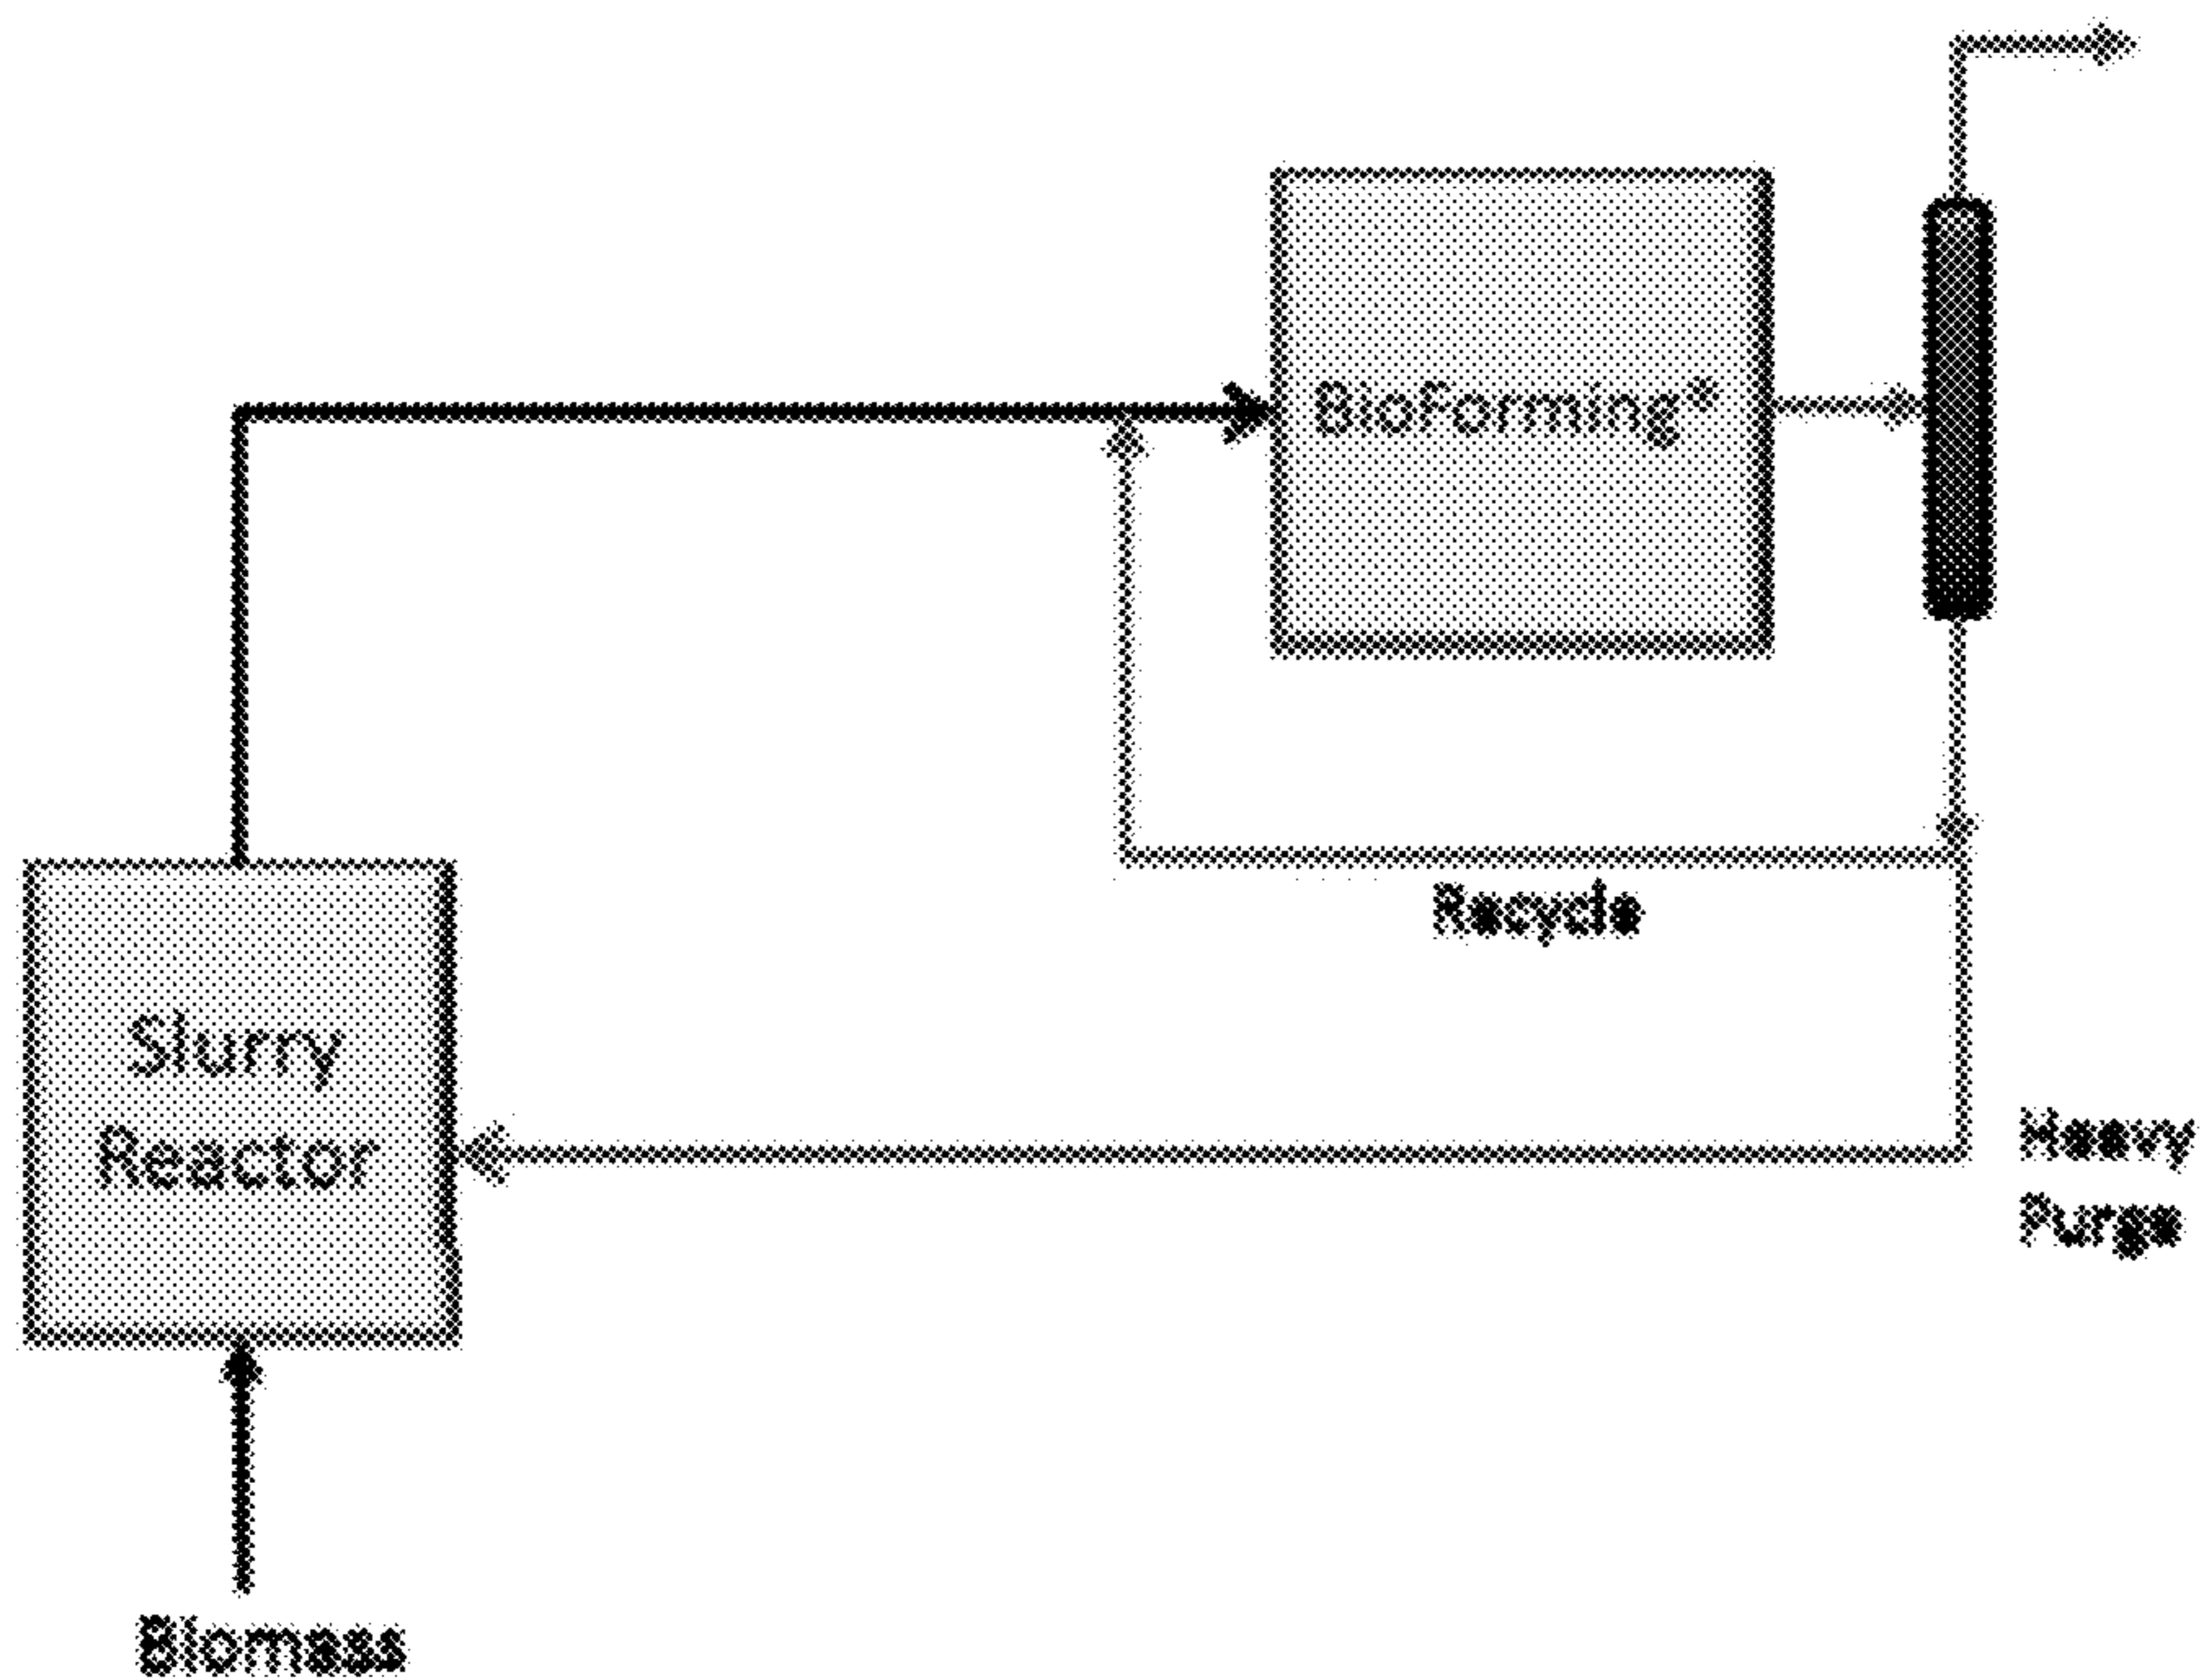 BioForming*
Recycle
Slurry
Reactor
Heavy
Purge
Biomass